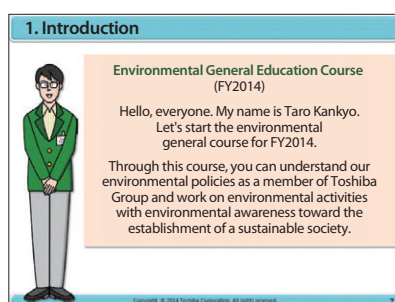 1. Introduction
Environmental General Education Course
(FY2014)
Hello, everyone. My name is Taro Kankyo.
Let's start the environmental
general course for FY2014.
Through this course, you can understand our
environmental policies as a member of Toshiba
Group and work on environmental activities
with environmental awareness toward the
establishment of a sustainable society.
Copyright © 2014 Toshiba Corporation. All rights reserved.